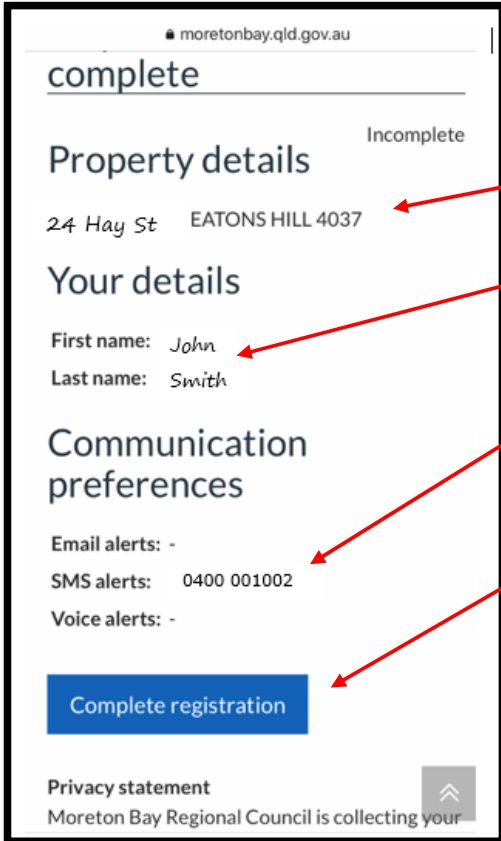 moretonbay.qld.gov.au
complete
Incomplete
Property details
24 Hay St EATONS HILL 4037
Your details
First name: John
Last name: Smith
Communication
preferences
Email alerts: -
SMS alerts: 0400 001002
Voice alerts: -
Complete registration
Privacy statement
Moreton Bay Regional Council is collecting your